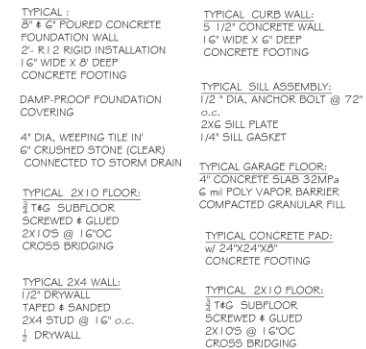 TYPICAL :
8" & 6" POURED CONCRETE
FOUNDATION WALL
2'- R12 RIGID INSTALLATION
16" WIDE X 8' DEEP
CONCRETE FOOTING
DAMP-PROOF FOUNDATION
COVERING
4" DIA, WEEPING TILE IN'
6" CRUSHED STONE (CLEAR)
CONNECTED TO STORM DRAIN
TYPICAL 2X10 FLOOR:
3/4 T&G SUBFLOOR
SCREWED & GLUED
2X10'S @ 16"OC
CROSS BRIDGING
TYPICAL 2X4 WALL:
1/2" DRYWALL
TAPED & SANDED
2X4 STUD @ 16" o.c.
1/2 DRYWALL
TYPICAL CURB WALL:
5 1/2" CONCRETE WALL
16" WIDE X 6" DEEP
CONCRETE FOOTING
TYPICAL SILL ASSEMBLY:
1/2 " DIA, ANCHOR BOLT @ 72"
o.c.
2X6 SILL PLATE
1/4" SILL GASKET
TYPICAL GARAGE FLOOR:
4" CONCRETE SLAB 32MPa
6 mil POLY VAPOR BARRIER
COMPACTED GRANULAR FILL
TYPICAL CONCRETE PAD:
w/ 24"X24"X8"
CONCRETE FOOTING
TYPICAL 2X10 FLOOR:
3/4 T&G SUBFLOOR
SCREWED & GLUED
2X10'S @ 16"OC
CROSS BRIDGING